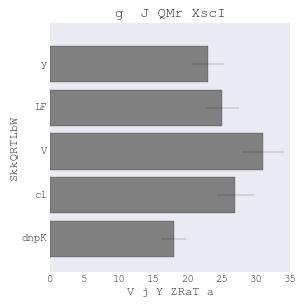 g  J QMr XscI
y
LF
V
cl
dnpK
SkkQRTLbW
0 5 10 15 20 25 30 35
V j Y ZRaT a